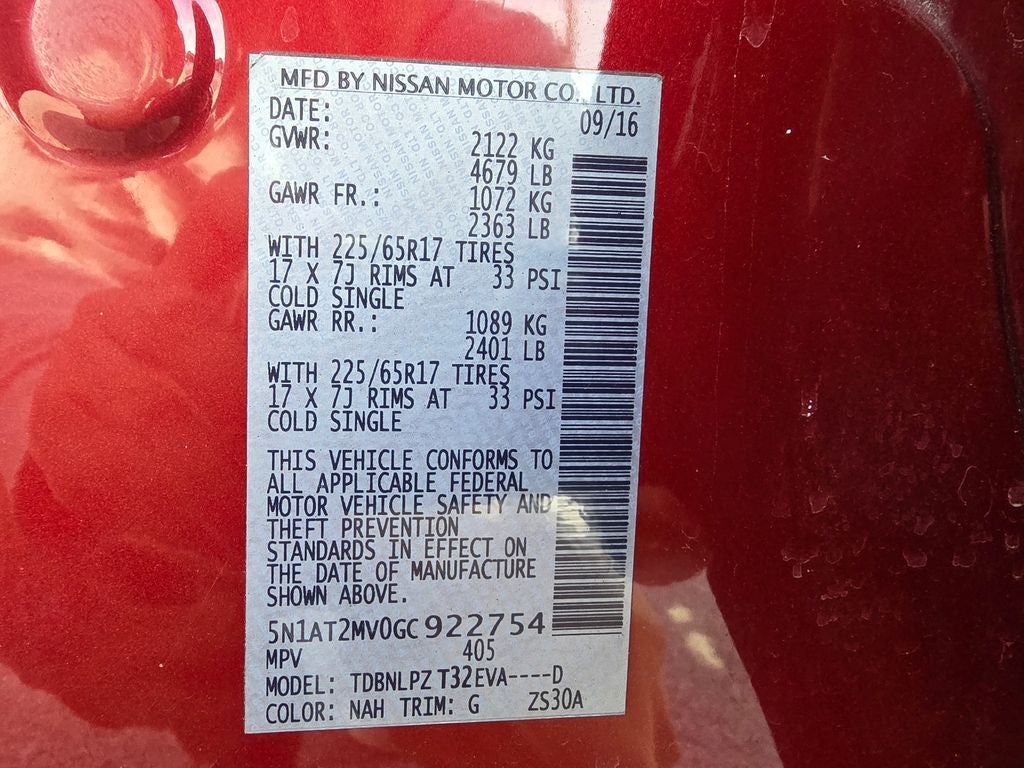 MFD BY NISSAN MOTOR CO., LTD.
DATE: 09/16
GVWR: 2122 KG
4679 LB
GAWR FR.: 1072 KG
2363 LB
WITH 225/65R17 TIRES
17 X 7J RIMS AT 33 PSI
COLD SINGLE
GAWR RR.: 1089 KG
2401 LB
WITH 225/65R17 TIRES
17 X 7J RIMS AT 33 PSI
COLD SINGLE
THIS VEHICLE CONFORMS TO
ALL APPLICABLE FEDERAL
MOTOR VEHICLE SAFETY AND
THEFT PREVENTION
STANDARDS IN EFFECT ON
THE DATE OF MANUFACTURE
SHOWN ABOVE.
5N1AT2MV0GC922754
MPV 405
MODEL: TDBNLPZ T32EVA----D
COLOR: NAH TRIM: G ZS30A